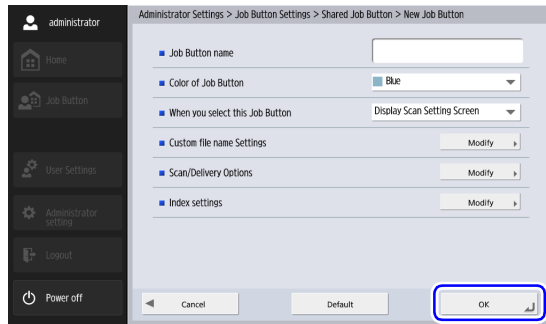 administrator
Home
Job Button
User Settings
Administrator
setting
Logout
Power off
Administrator Settings > Job Button Settings > Shared Job Button > New Job Button
Job Button name
Color of Job Button
Blue
When you select this Job Button
Display Scan Setting Screen
Custom file name Settings
Modify
Scan/Delivery Options
Modify
Index settings
Modify
Cancel
Default
OK